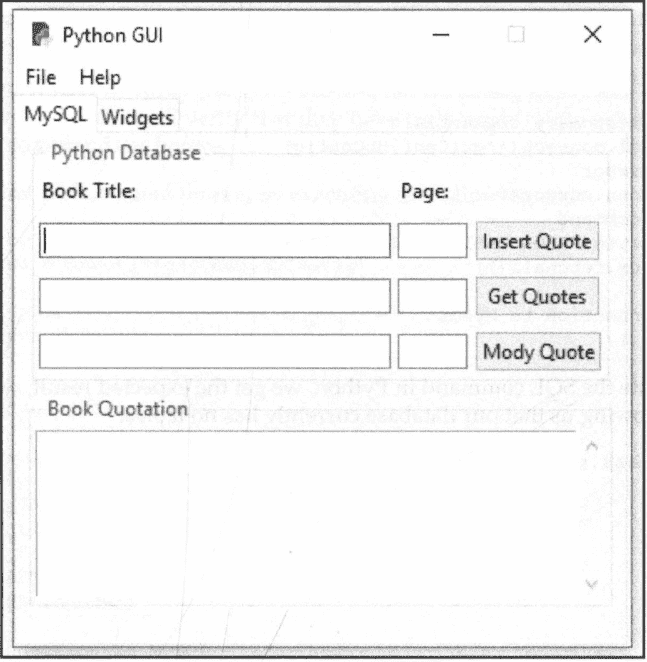 Python GUI
File Help
MySQL Widgets
Python Database
Book Title: Page:
Insert Quote
Get Quotes
Mody Quote
Book Quotation